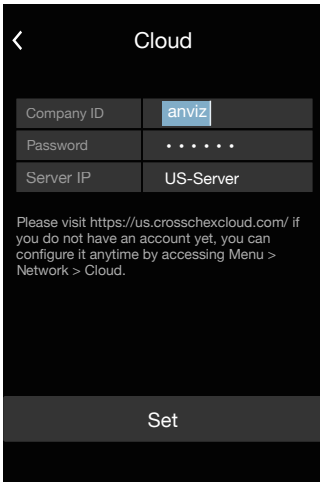 Cloud
Company ID anviz
Password ······
Server IP US-Server
Please visit https://us.crosschexcloud.com/ if
you do not have an account yet, you can
configure it anytime by accessing Menu >
Network > Cloud.
Set